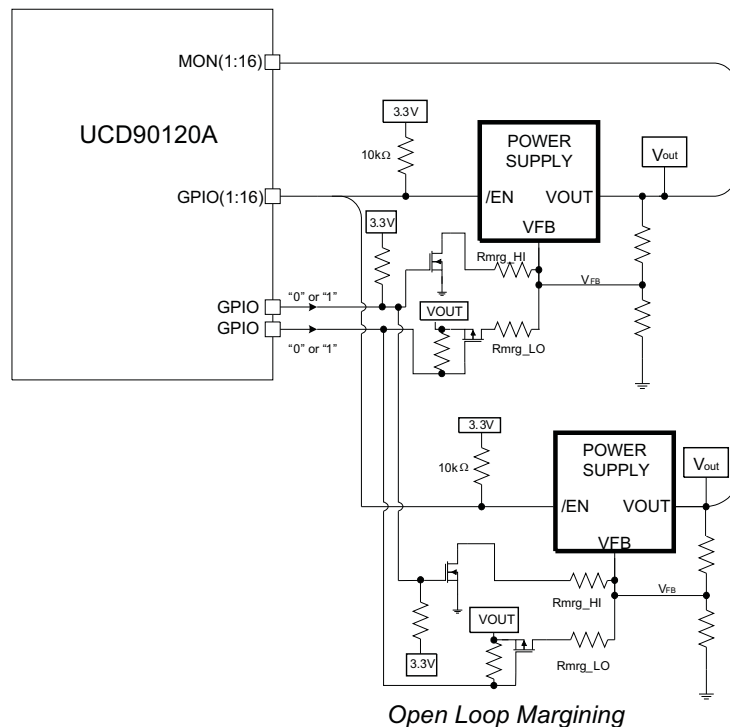 MON(1:16)
UCD90120A
3.3V
10kΩ
POWER
SUPPLY
Vout
GPIO(1:16)
/EN
VOUT
VFB
3.3V
Rmrg_HI
VFB
GPIO
"0" or "1"
GPIO
"0" or "1"
VOUT
Rmrg_LO
3.3V
10kΩ
POWER
SUPPLY
Vout
/EN
VOUT
VFB
Rmrg_HI
VFB
VOUT
3.3V
Rmrg_LO
Open Loop Margining